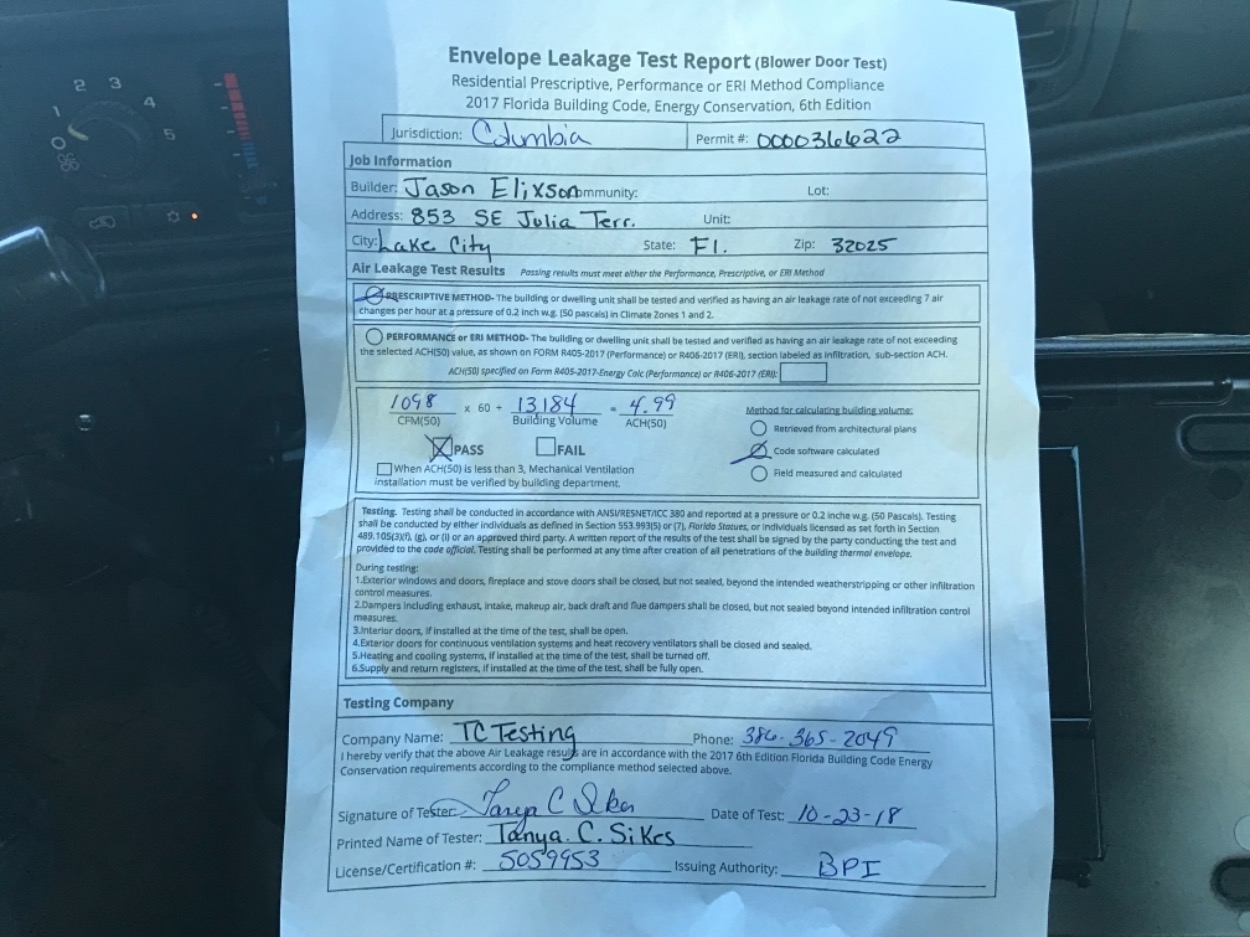 Envelope Leakage Test Report (Blower Door Test)
Residential Prescriptive, Performance or ERI Method Compliance
2017 Florida Building Code, Energy Conservation, 6th Edition
Jurisdiction: Columbia Permit #: 000036622
Job Information
Builder: Jason Elixson ommunity: Lot:
Address: 853 SE Julia Terr. Unit:
City: Lake City State: Fl. Zip: 32025
Air Leakage Test Results Passing results must meet either the Performance, Prescriptive, or ERI Method
PRESCRIPTIVE METHOD- The building or dwelling unit shall be tested and verified as having an air leakage rate of not exceeding 7 air
changes per hour at a pressure of 0.2 inch w.g. (50 pascals) in Climate Zones 1 and 2.
PERFORMANCE or ERI METHOD- The building or dwelling unit shall be tested and verified as having an air leakage rate of not exceeding
the selected ACH(50) value, as shown on FORM R405-2017 (Performance) or R406-2017 (ERI), section labeled as infiltration, sub-section ACH.
ACH(50) specified on Form R405-2017-Energy Calc (Performance) or R406-2017 (ERI):
1098 x 60 ÷ 13184 = 4.99
CFM(50) Building Volume ACH(50)
Method for calculating building volume:
Retrieved from architectural plans
Code software calculated
Field measured and calculated
PASS FAIL
When ACH(50) is less than 3, Mechanical Ventilation
installation must be verified by building department.
Testing. Testing shall be conducted in accordance with ANSI/RESNET/ICC 380 and reported at a pressure or 0.2 inche w.g. (50 Pascals). Testing
shall be conducted by either individuals as defined in Section 553.993(5) or (7), Florida Statues, or individuals licensed as set forth in Section
489.105(3)(f), (g), or (i) or an approved third party. A written report of the results of the test shall be signed by the party conducting the test and
provided to the code official. Testing shall be performed at any time after creation of all penetrations of the building thermal envelope.
During testing:
1.Exterior windows and doors, fireplace and stove doors shall be closed, but not sealed, beyond the intended weatherstripping or other infiltration
control measures.
2.Dampers including exhaust, intake, makeup air, back draft and flue dampers shall be closed, but not sealed beyond intended infiltration control
measures.
3.Interior doors, if installed at the time of the test, shall be open.
4.Exterior doors for continuous ventilation systems and heat recovery ventilators shall be closed and sealed.
5.Heating and cooling systems, if installed at the time of the test, shall be turned off.
6.Supply and return registers, if installed at the time of the test, shall be fully open.
Testing Company
Company Name: TC Testing Phone: 386-365-2049
I hereby verify that the above Air Leakage results are in accordance with the 2017 6th Edition Florida Building Code Energy
Conservation requirements according to the compliance method selected above.
Signature of Tester: Tanya C Sikes Date of Test: 10-23-18
Printed Name of Tester: Tanya. C. Sikes
License/Certification #: 5059953 Issuing Authority: BPI
0 1 2 3 4 5